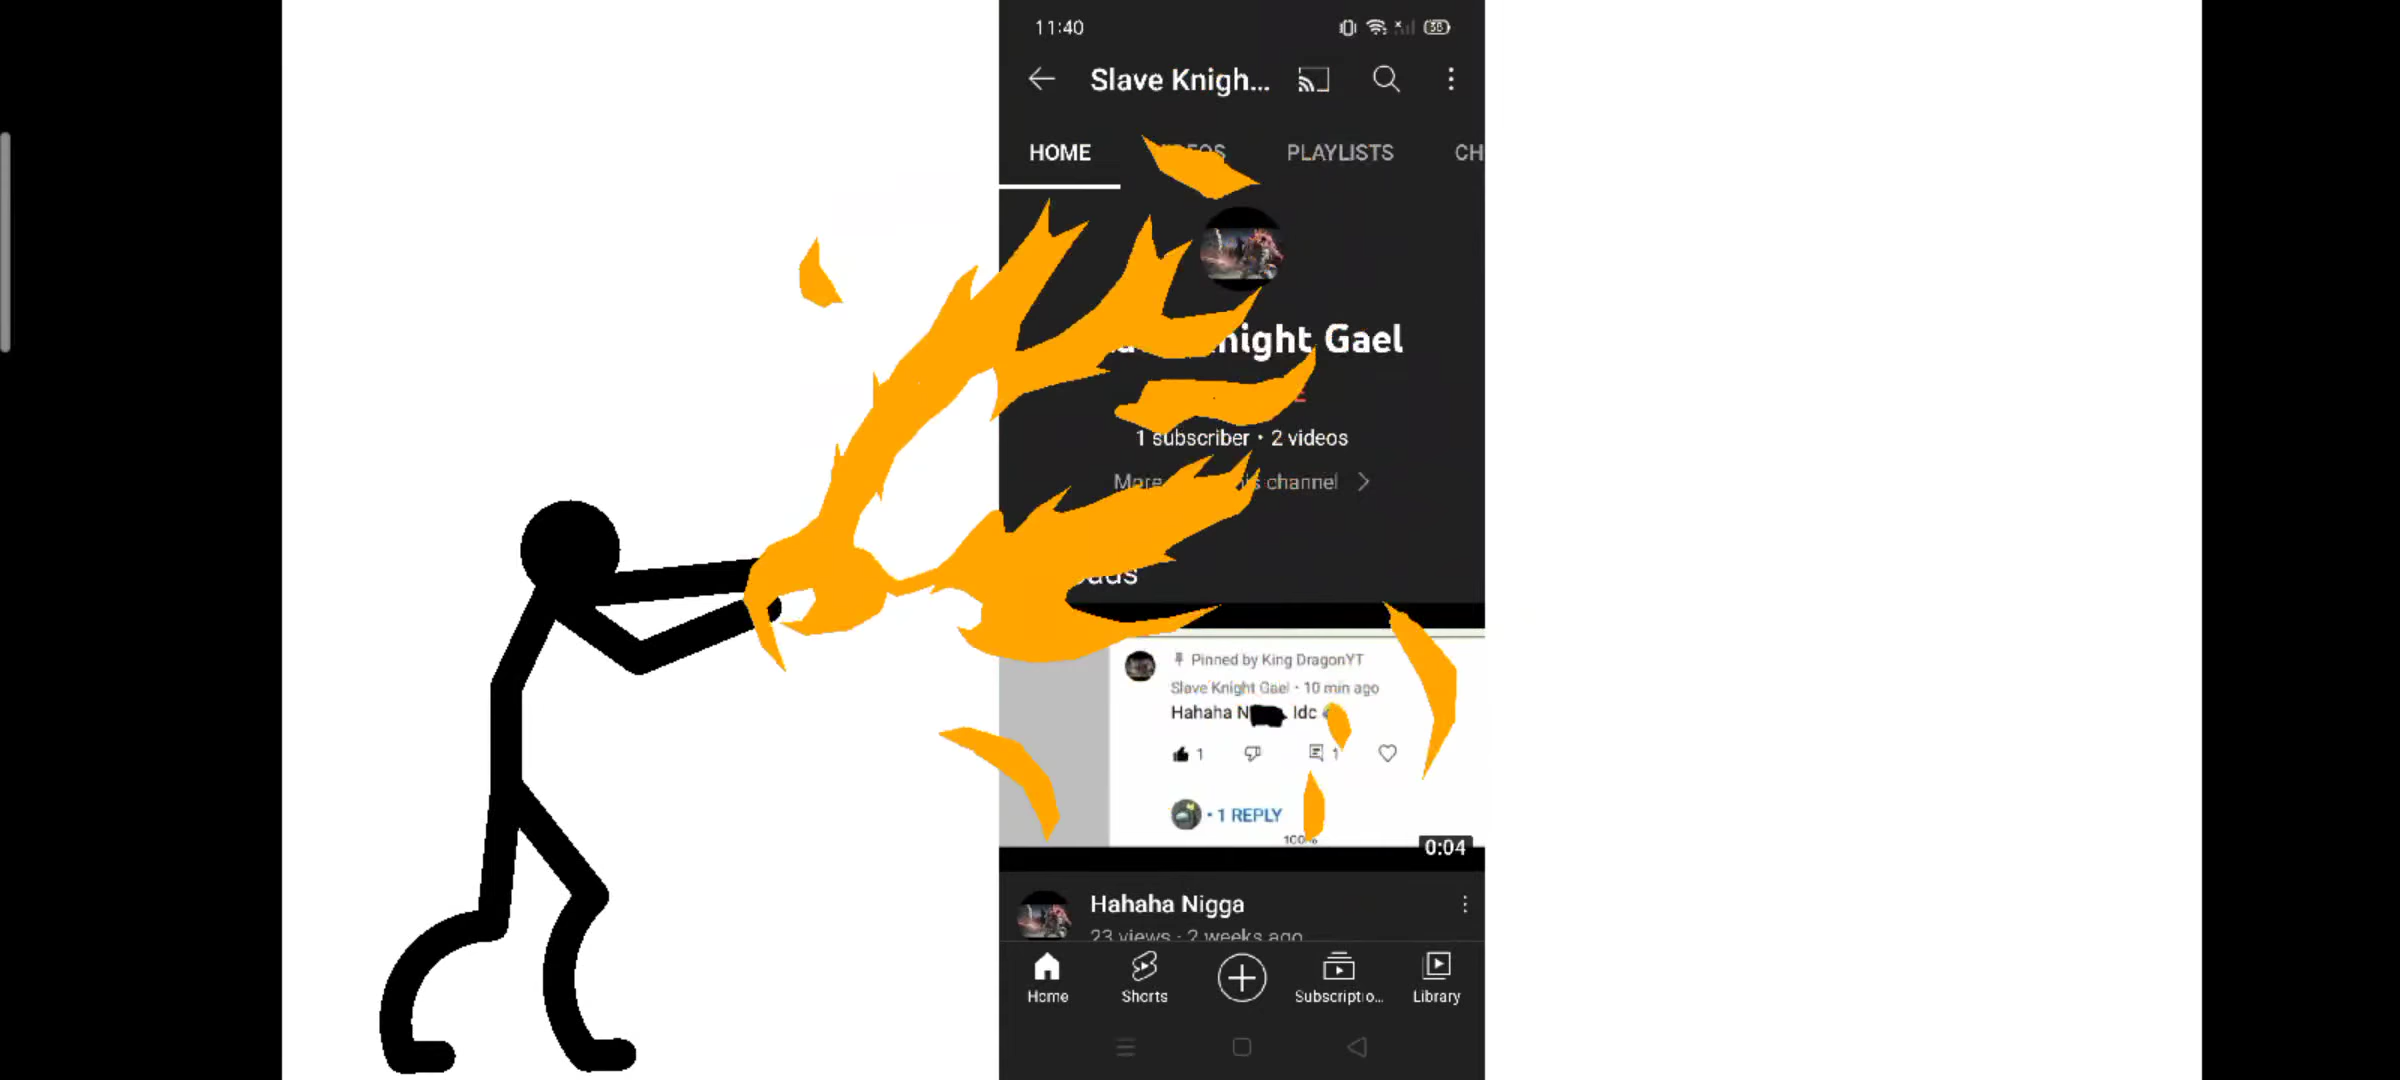 11:40
38
Slave Knigh...
HOME
PLAYLISTS
CH
night Gael
1 subscriber • 2 videos
channel
Pinned by King DragonYT
Slave Knight Gael • 10 min ago
Hahaha N Idc
1
1
• 1 REPLY
0:04
Hahaha Nigga
23 views · 2 weeks ago
Home
Shorts
Subscriptio...
Library